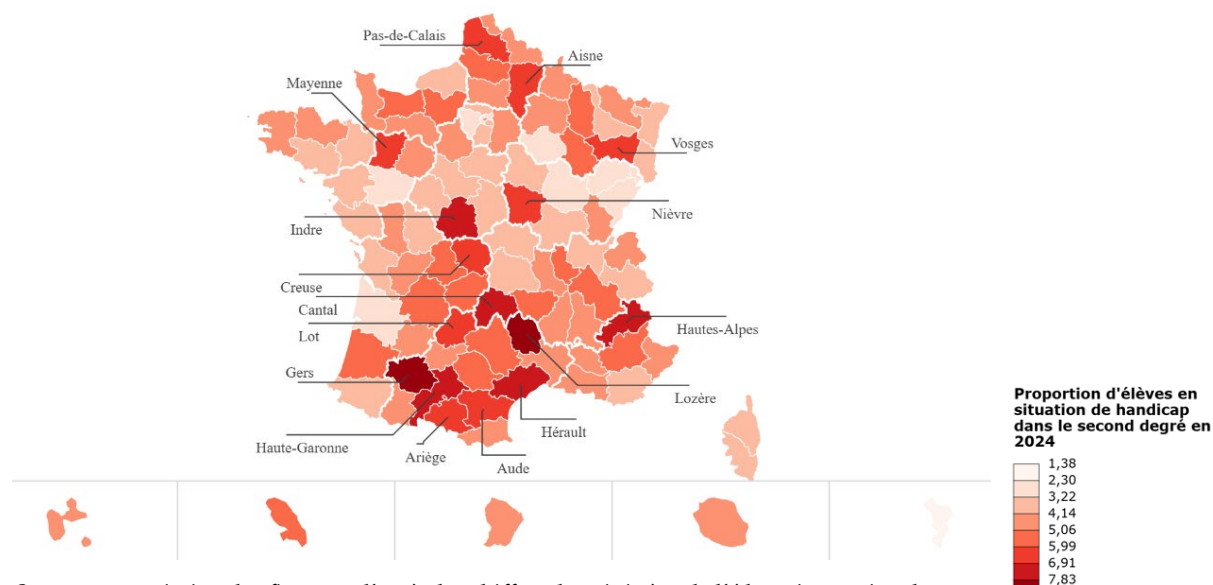 Pas-de-Calais
Aisne
Mayenne
Vosges
Nièvre
Indre
Creuse
Cantal
Lot
Hautes-Alpes
Gers
Lozère
Hérault
Haute-Garonne
Ariège
Aude
Proportion d'élèves en
situation de handicap
dans le second degré en
2024
1,38
2,30
3,22
4,14
5,06
5,99
6,91
7,83